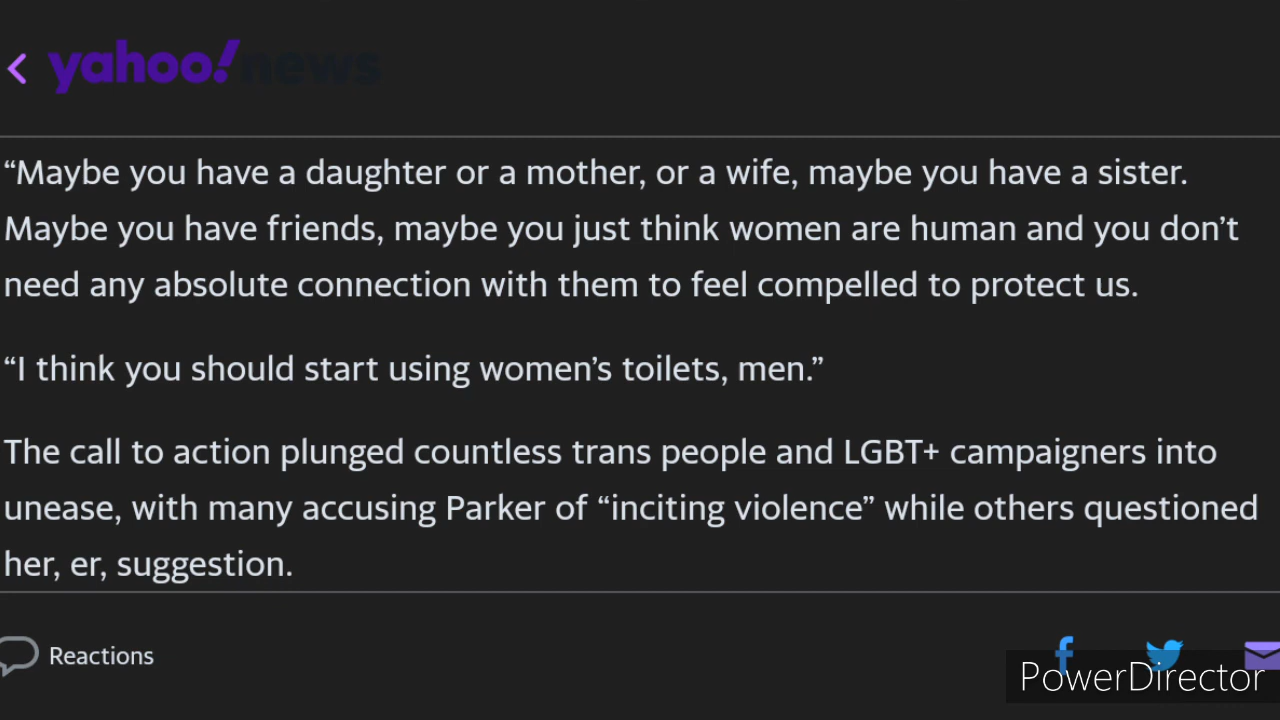 yahoo!news
“Maybe you have a daughter or a mother, or a wife, maybe you have a sister.
Maybe you have friends, maybe you just think women are human and you don’t
need any absolute connection with them to feel compelled to protect us.
“I think you should start using women’s toilets, men.”
The call to action plunged countless trans people and LGBT+ campaigners into
unease, with many accusing Parker of “inciting violence” while others questioned
her, er, suggestion.
Reactions
PowerDirector